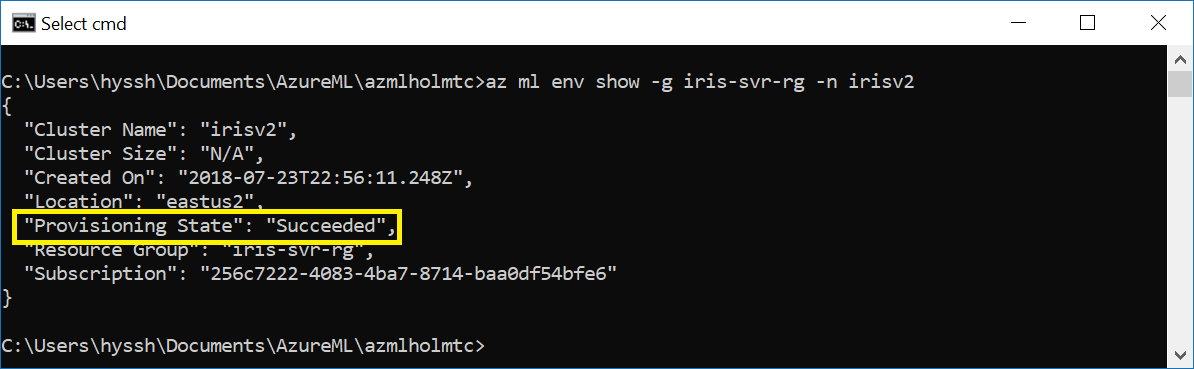 Select cmd
C:\Users\hyssh\Documents\AzureML\azmlholmtc>az ml env show -g iris-svr-rg -n irisv2
{
"Cluster Name": "irisv2",
"Cluster Size": "N/A",
"Created On": "2018-07-23T22:56:11.248Z",
"Location": "eastus2",
"Provisioning State": "Succeeded",
"Resource Group": "iris-svr-rg",
"Subscription": "256c7222-4083-4ba7-8714-baa0df54bfe6"
}
C:\Users\hyssh\Documents\AzureML\azmlholmtc>